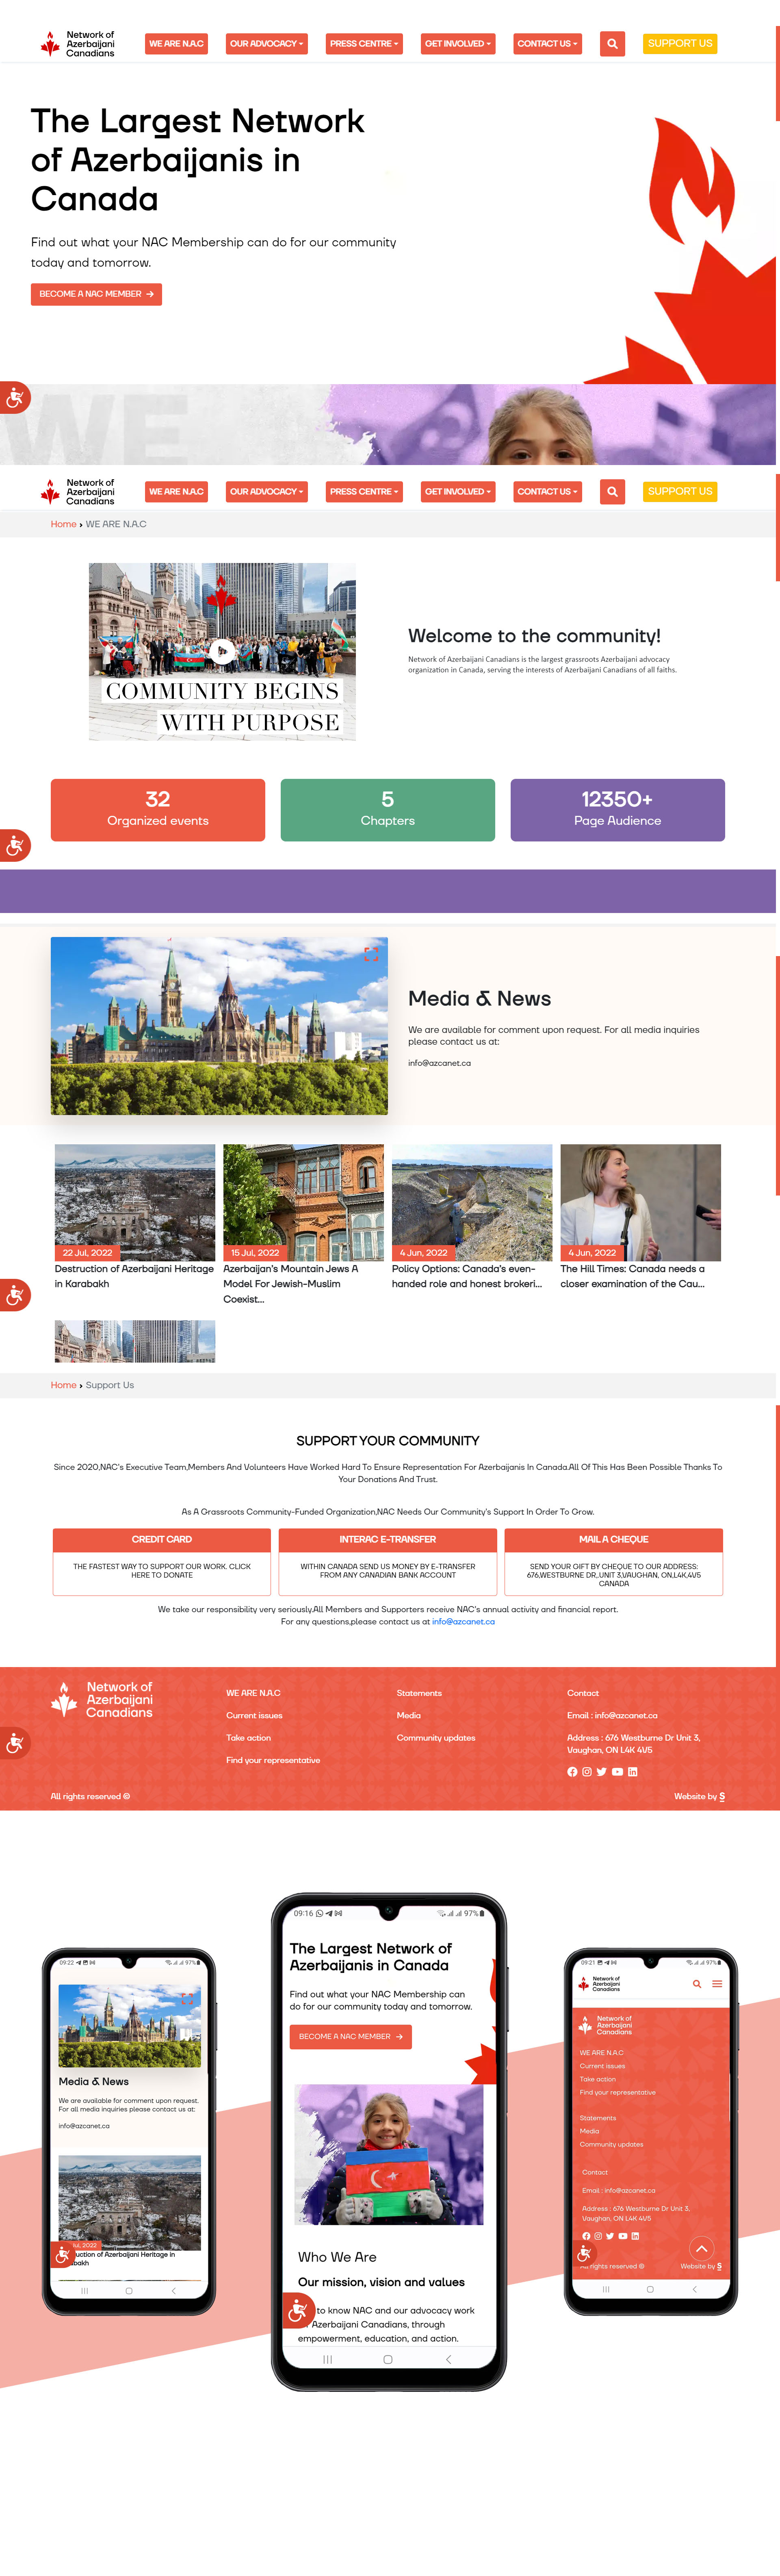 Network of
Azerbaijani
Canadians
WE ARE N.A.C
OUR ADVOCACY
PRESS CENTRE
GET INVOLVED
CONTACT US
SUPPORT US
The Largest Network
of Azerbaijanis in
Canada
Find out what your NAC Membership can do for our community
today and tomorrow.
BECOME A NAC MEMBER
WE
Network of
Azerbaijani
Canadians
WE ARE N.A.C
OUR ADVOCACY
PRESS CENTRE
GET INVOLVED
CONTACT US
SUPPORT US
Home › WE ARE N.A.C
COMMUNITY BEGINS
WITH PURPOSE
Welcome to the community!
Network of Azerbaijani Canadians is the largest grassroots Azerbaijani advocacy
organization in Canada, serving the interests of Azerbaijani Canadians of all faiths.
32
Organized events
5
Chapters
12350+
Page Audience
Media & News
We are available for comment upon request. For all media inquiries
please contact us at:
info@azcanet.ca
22 Jul, 2022
Destruction of Azerbaijani Heritage
in Karabakh
15 Jul, 2022
Azerbaijan's Mountain Jews A
Model For Jewish-Muslim
Coexist...
4 Jun, 2022
Policy Options: Canada's even-
handed role and honest brokeri...
4 Jun, 2022
The Hill Times: Canada needs a
closer examination of the Cau...
Home › Support Us
SUPPORT YOUR COMMUNITY
Since 2020,NAC's Executive Team,Members And Volunteers Have Worked Hard To Ensure Representation For Azerbaijanis In Canada.All Of This Has Been Possible Thanks To
Your Donations And Trust.
As A Grassroots Community-Funded Organization,NAC Needs Our Community's Support In Order To Grow.
CREDIT CARD
THE FASTEST WAY TO SUPPORT OUR WORK. CLICK
HERE TO DONATE
INTERAC E-TRANSFER
WITHIN CANADA SEND US MONEY BY E-TRANSFER
FROM ANY CANADIAN BANK ACCOUNT
MAIL A CHEQUE
SEND YOUR GIFT BY CHEQUE TO OUR ADDRESS:
676,WESTBURNE DR,,UNIT 3,VAUGHAN, ON,L4K,4V5
CANADA
We take our responsibility very seriously.All Members and Supporters receive NAC's annual activity and financial report.
For any questions,please contact us at info@azcanet.ca
Network of
Azerbaijani
Canadians
WE ARE N.A.C
Current issues
Take action
Find your representative
Statements
Media
Community updates
Contact
Email : info@azcanet.ca
Address : 676 Westburne Dr Unit 3,
Vaughan, ON L4K 4V5
All rights reserved ©
Website by S
09:22
97%
Media & News
We are available for comment upon request.
For all media inquiries please contact us at:
info@azcanet.ca
Jul, 2022
uction of Azerbaijani Heritage in
abakh
09:16
97%
The Largest Network of
Azerbaijanis in Canada
Find out what your NAC Membership can
do for our community today and tomorrow.
BECOME A NAC MEMBER
Who We Are
Our mission, vision and values
to know NAC and our advocacy work
Azerbaijani Canadians, through
empowerment, education, and action.
09:21
97%
Network of
Azerbaijani
Canadians
Network of
Azerbaijani
Canadians
WE ARE N.A.C
Current issues
Take action
Find your representative
Statements
Media
Community updates
Contact
Email : info@azcanet.ca
Address : 676 Westburne Dr Unit 3,
Vaughan, ON L4K 4V5
rights reserved ©
Website by S